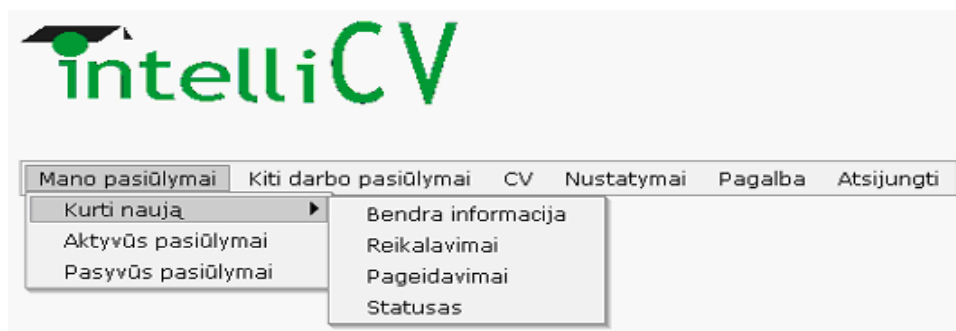 intelliCV
Mano pasiūlymai Kiti darbo pasiūlymai CV Nustatymai Pagalba Atsijungti
Kurti naują
Aktyvūs pasiūlymai
Pasyvūs pasiūlymai
Bendra informacija
Reikalavimai
Pageidavimai
Statusas